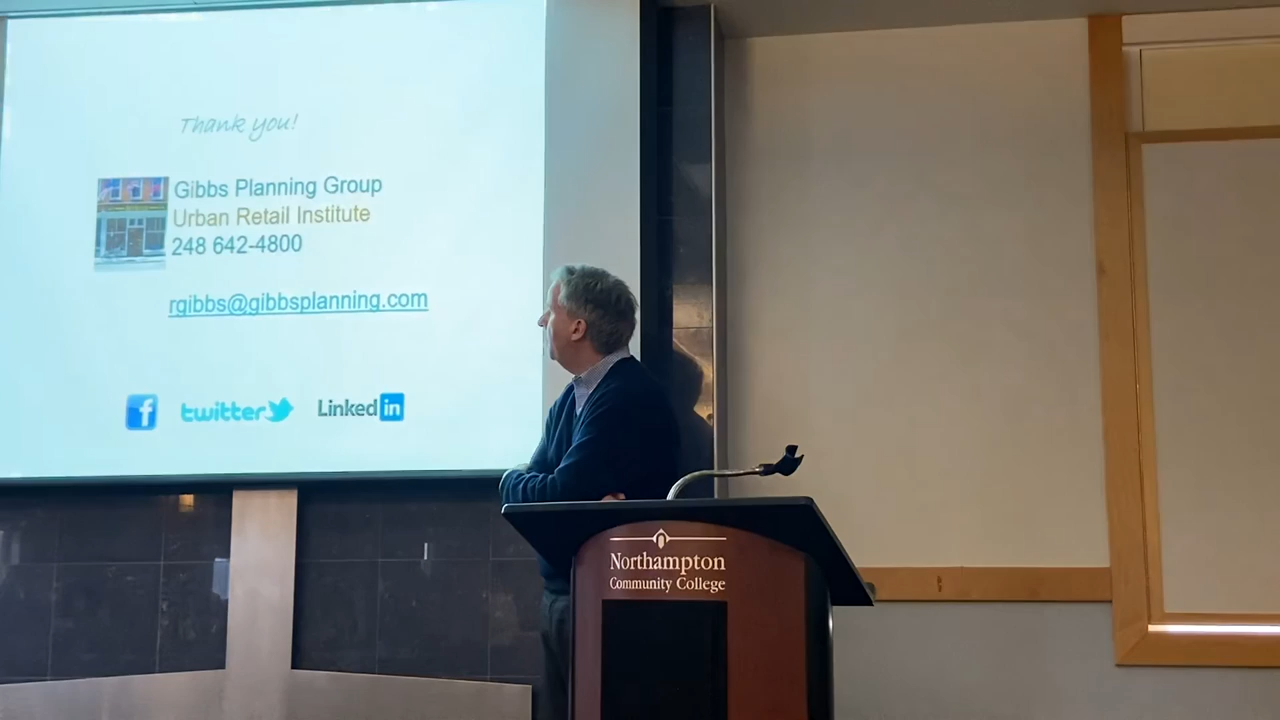 Thank you!
Gibbs Planning Group
Urban Retail Institute
248 642-4800
rgibbs@gibbsplanning.com
f twitter Linked in
Northampton
Community College